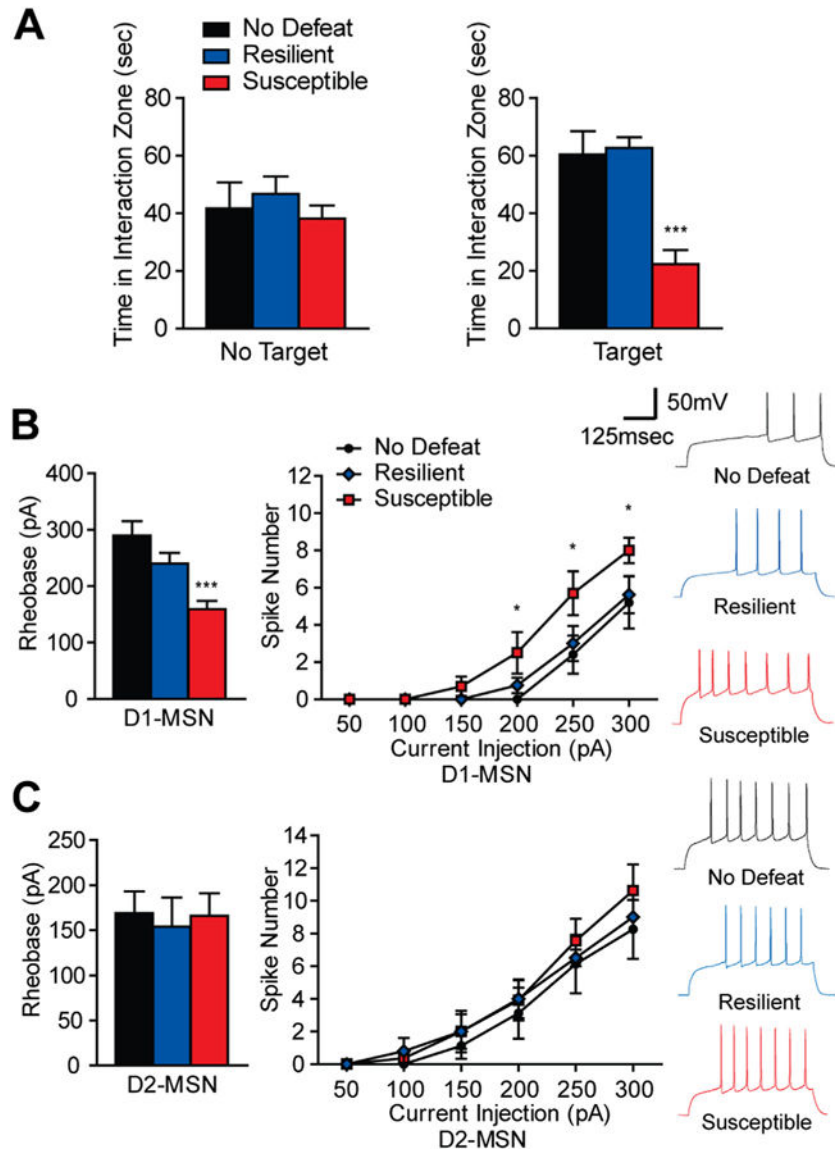 A
No Defeat
Resilient
Susceptible
Time in Interaction Zone (sec)
80
60
40
20
0
No Target
Time in Interaction Zone (sec)
80
60
40
20
0
***
Target
B
Rheobase (pA)
400
300
200
100
0
***
D1-MSN
No Defeat
Resilient
Susceptible
Spike Number
12
10
8
6
4
2
0
*
*
*
50 100 150 200 250 300
Current Injection (pA)
D1-MSN
50mV
125msec
No Defeat
Resilient
Susceptible
C
Rheobase (pA)
250
200
150
100
50
0
D2-MSN
Spike Number
14
12
10
8
6
4
2
0
50 100 150 200 250 300
Current Injection (pA)
D2-MSN
No Defeat
Resilient
Susceptible